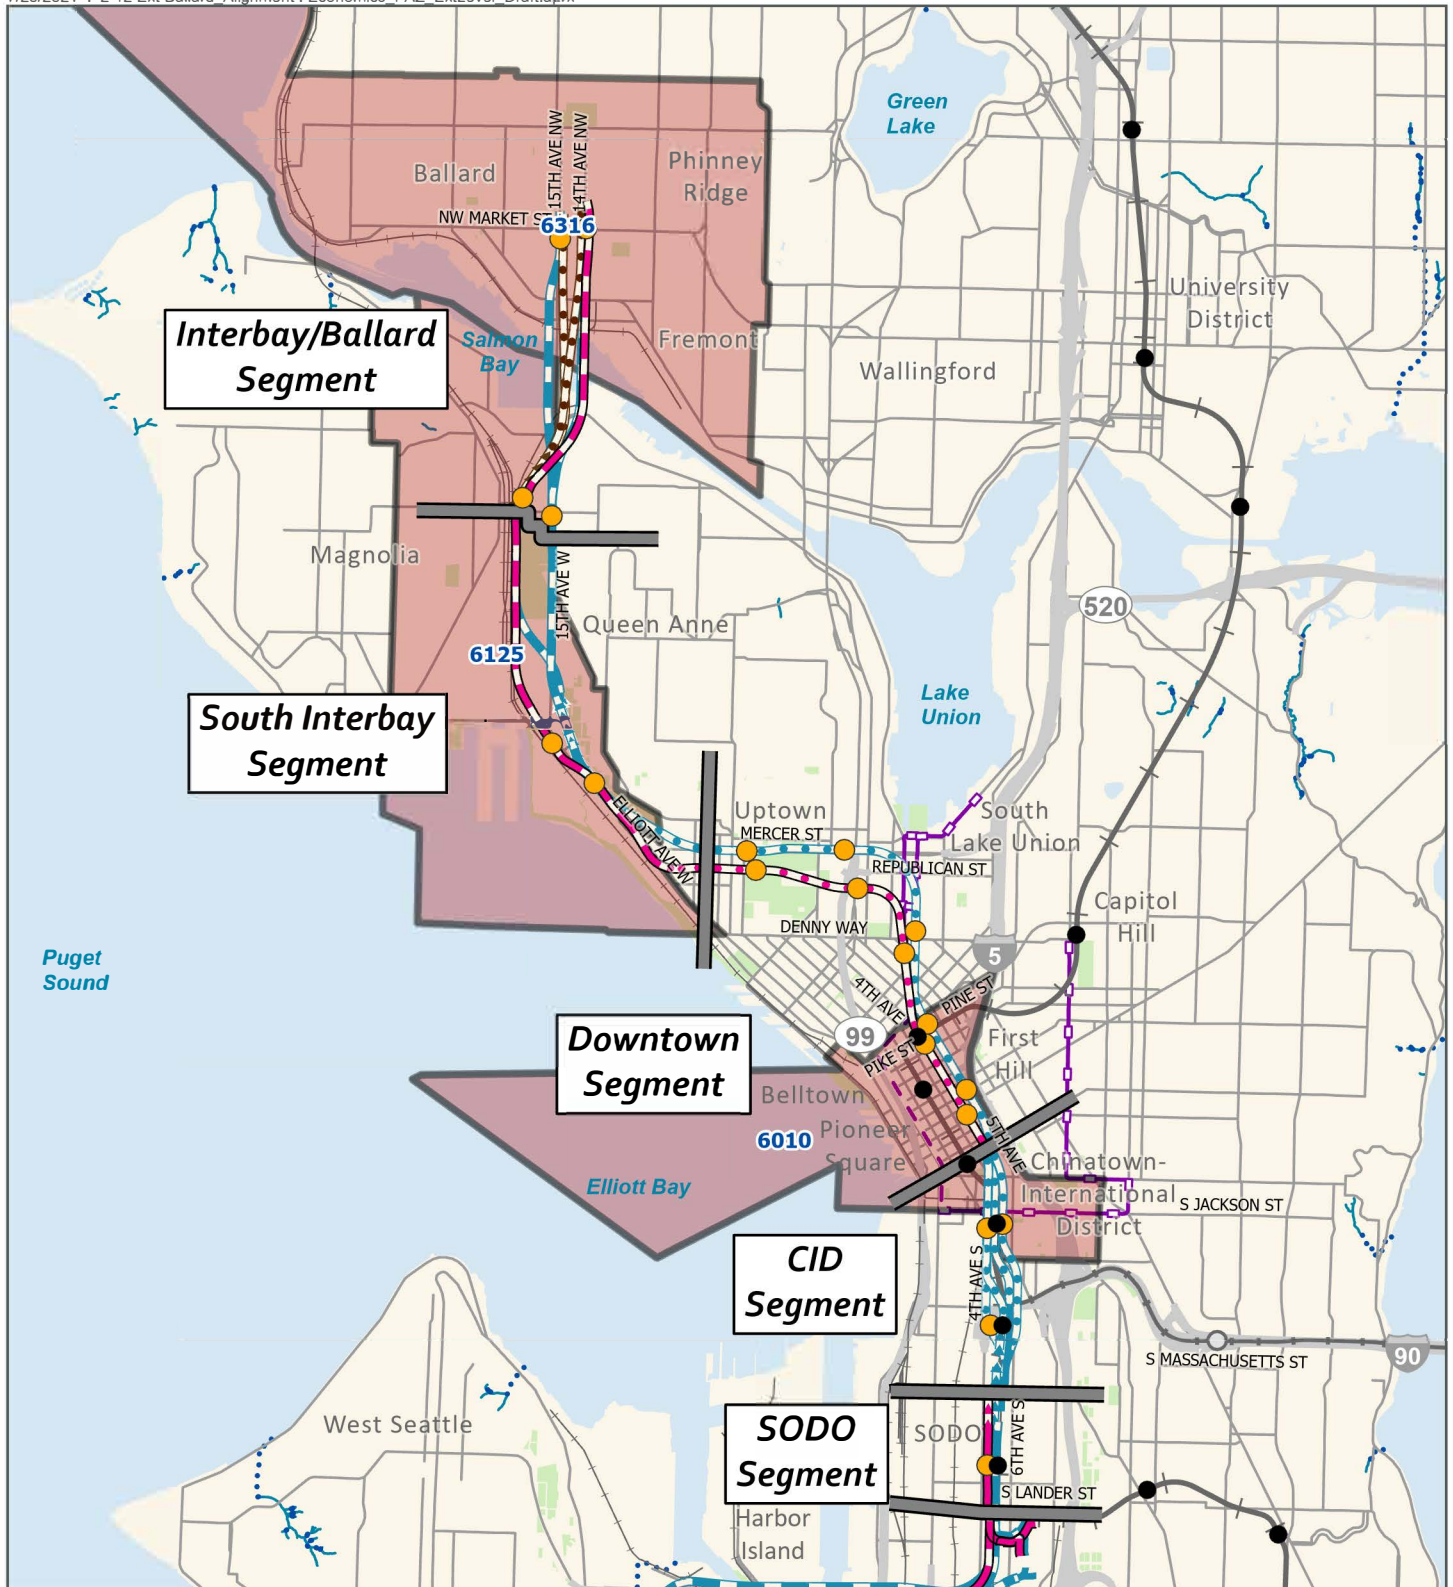 Green
Lake
15TH AVE NW
14TH AVE NW
Ballard
Phinney
Ridge
NW MARKET ST
6316
University
District
Interbay/Ballard
Segment
Salmon
Bay
Fremont
Wallingford
Magnolia
15TH AVE W
520
Queen Anne
6125
Lake
Union
South Interbay
Segment
ELLIOTT AVE W
Uptown
MERCER ST
South
Lake Union
REPUBLICAN ST
Capitol
Hill
DENNY WAY
5
Puget
Sound
4TH AVE
PINE ST
99
PIKE ST
First
Hill
Downtown
Segment
Belltown
6010
Pioneer
Square
5TH AVE
Chinatown-
International
District
S JACKSON ST
Elliott Bay
CID
Segment
4TH AVE S
S MASSACHUSETTS ST
90
West Seattle
SODO
Segment
SODO
6TH AVE S
S LANDER ST
Harbor
Island